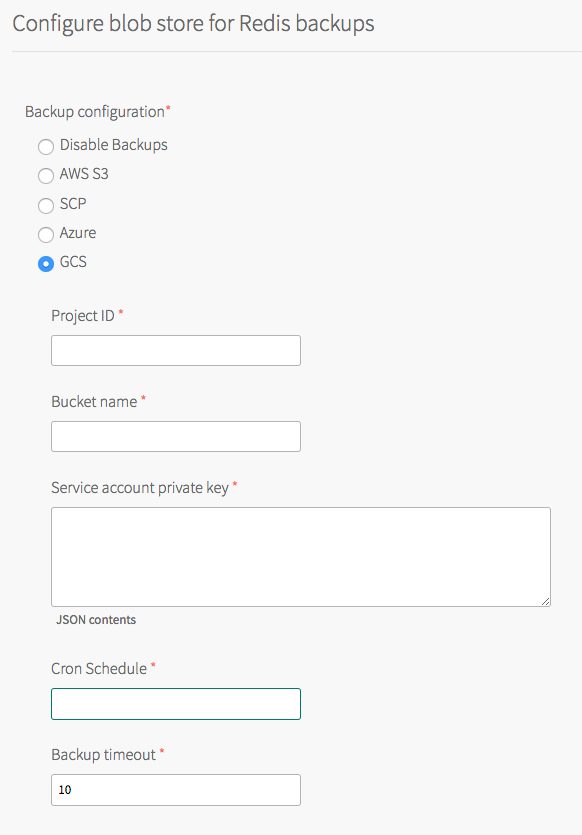 Configure blob store for Redis backups
Backup configuration*
Disable Backups
AWS S3
SCP
Azure
GCS
Project ID *
Bucket name *
Service account private key *
JSON contents
Cron Schedule *
Backup timeout *
10